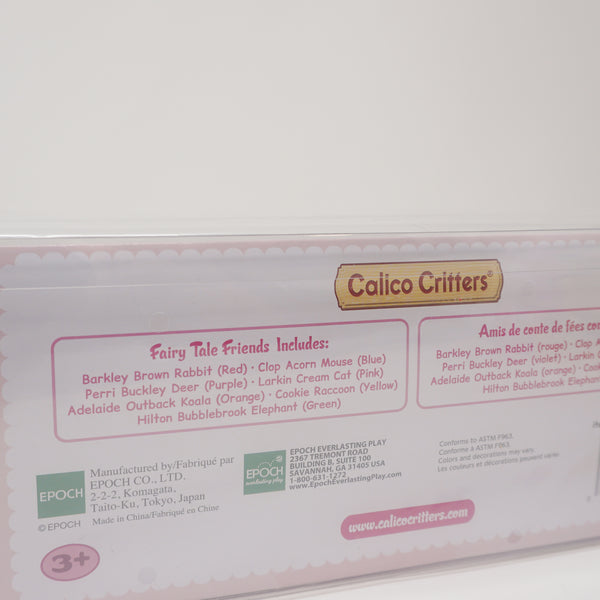 Calico Critters®
Fairy Tale Friends Includes:
Barkley Brown Rabbit (Red) · Clop Acorn Mouse (Blue)
Perri Buckley Deer (Purple) · Larkin Cream Cat (Pink)
Adelaide Outback Koala (Orange) · Cookie Raccoon (Yellow)
Hilton Bubblebrook Elephant (Green)
Amis de conte de fées
Barkley Brown Rabbit (rouge) · Clop
Perri Buckley Deer (violet) · Larkin
Adelaide Outback Koala (orange) · Cookie
Hilton Bubblebrook Elephant
EPOCH
© EPOCH
Manufactured by/Fabriqué par
EPOCH CO., LTD.
2-2-2, Komagata,
Taito-Ku, Tokyo, Japan
Made in China/Fabriqué en Chine
EPOCH
everlasting play
EPOCH EVERLASTING PLAY
2367 TREMONT ROAD
BUILDING B, SUITE 100
SAVANNAH, GA 31405 USA
1-800-631-1272
www.EpochEverlastingPlay.com
Conforms to ASTM F963.
Conforme à ASTM F963.
Colors and decorations may vary.
Les couleurs et décorations peuvent varier.
www.calicocritters.com
3+